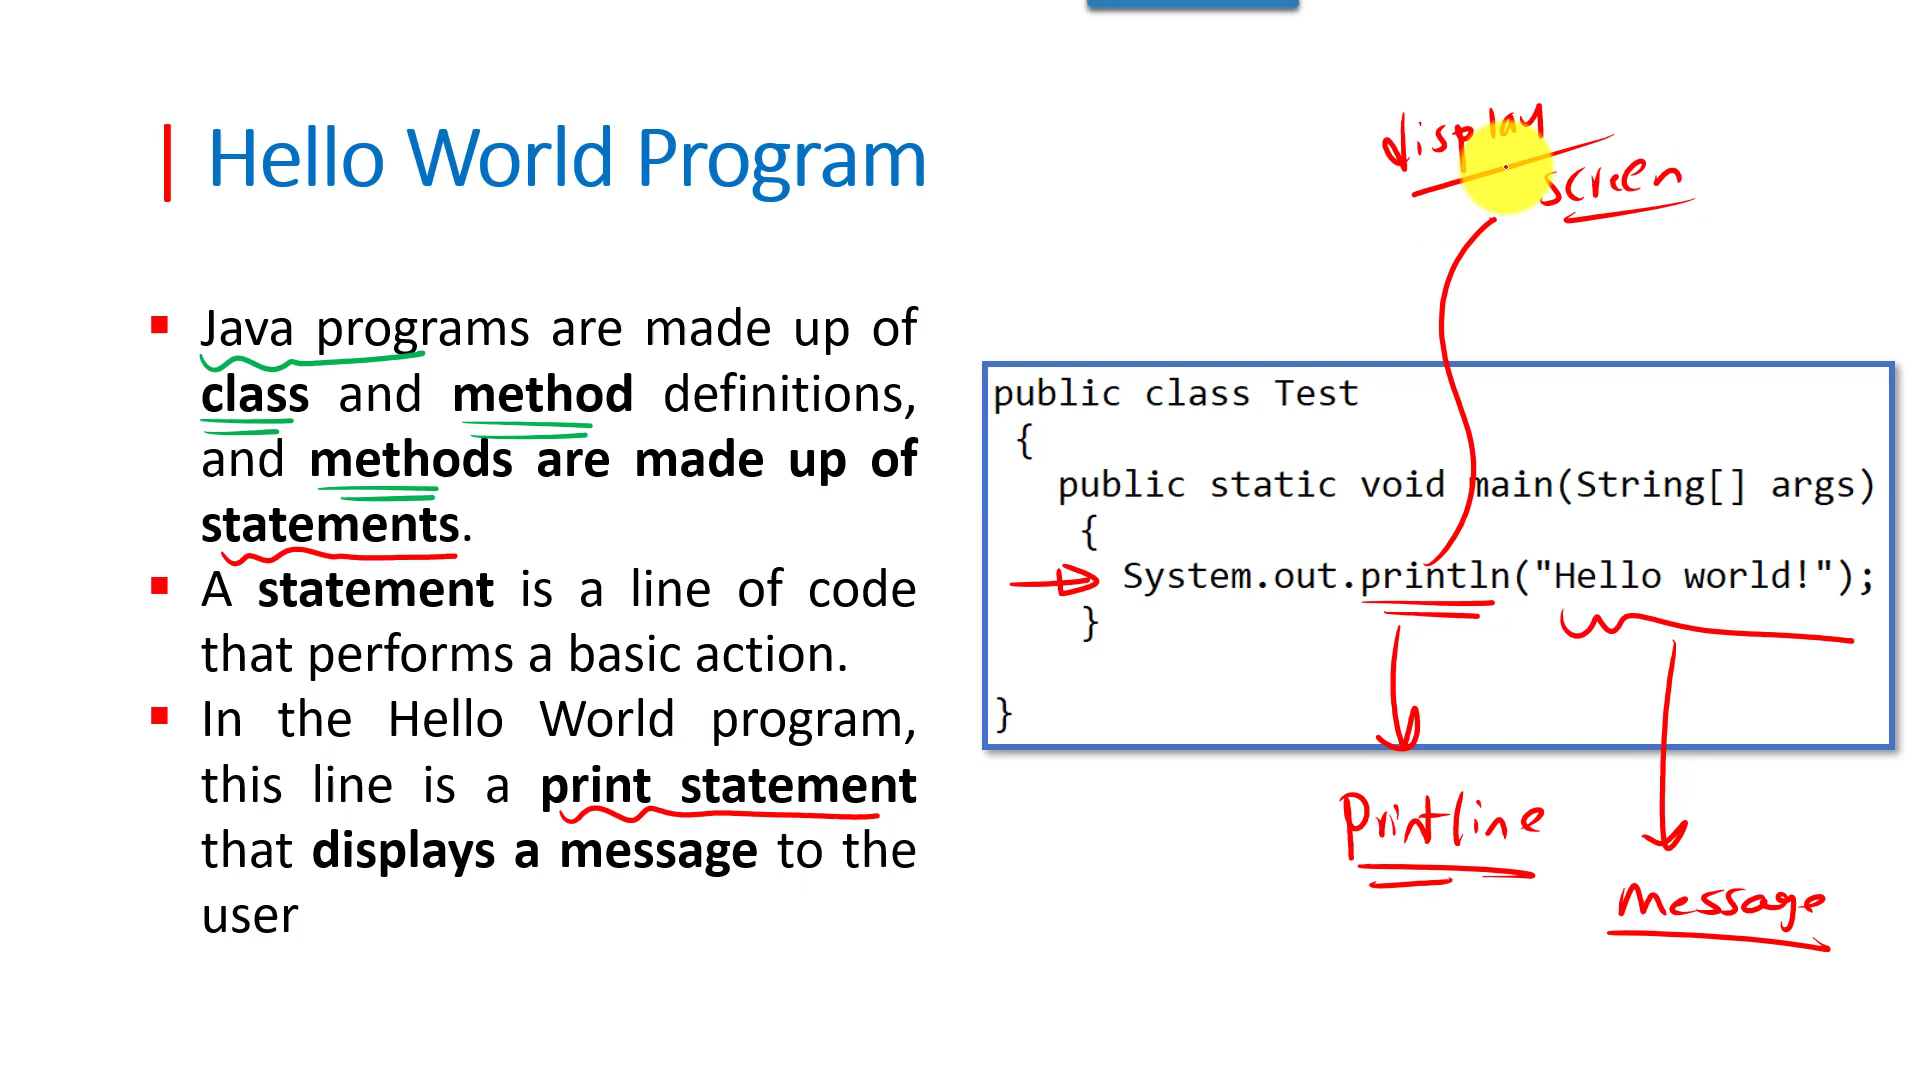 Hello World Program
Java programs are made up of
class and method definitions,
and methods are made up of
statements.
A statement is a line of code
that performs a basic action.
In the Hello World program,
this line is a print statement
that displays a message to the
user
display
screen
public class Test
{
public static void main(String[] args)
{
System.out.println("Hello world!");
}
}
Printline
Message